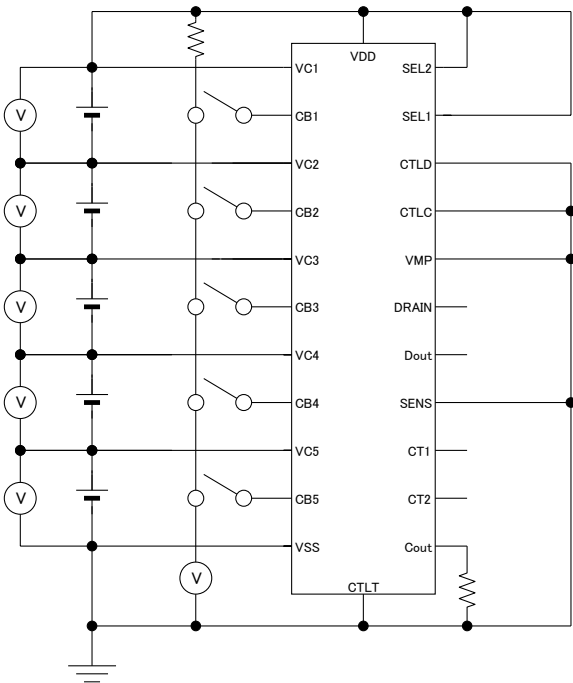 VDD
VC1
SEL2
V
CB1
SEL1
VC2
CTLD
V
CB2
CTLC
VC3
VMP
V
CB3
DRAIN
VC4
Dout
V
CB4
SENS
VC5
CT1
V
CB5
CT2
VSS
Cout
V
CTLT